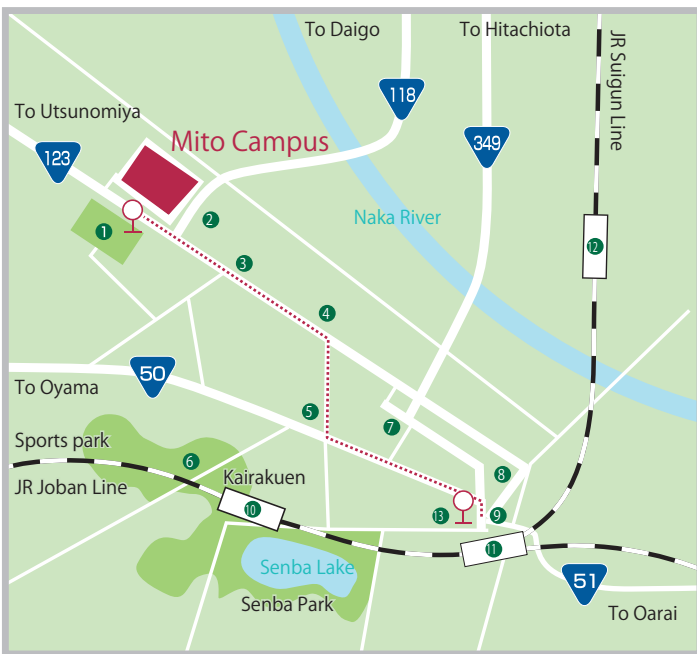 To Daigo
To Hitachiota
JR Suigun Line
118
To Utsunomiya
Mito Campus
123
349
2
Naka River
1
12
3
4
50
To Oyama
5
7
Sports park
6
Kairakuen
8
JR Joban Line
10
13
9
11
Senba Lake
51
Senba Park
To Oarai